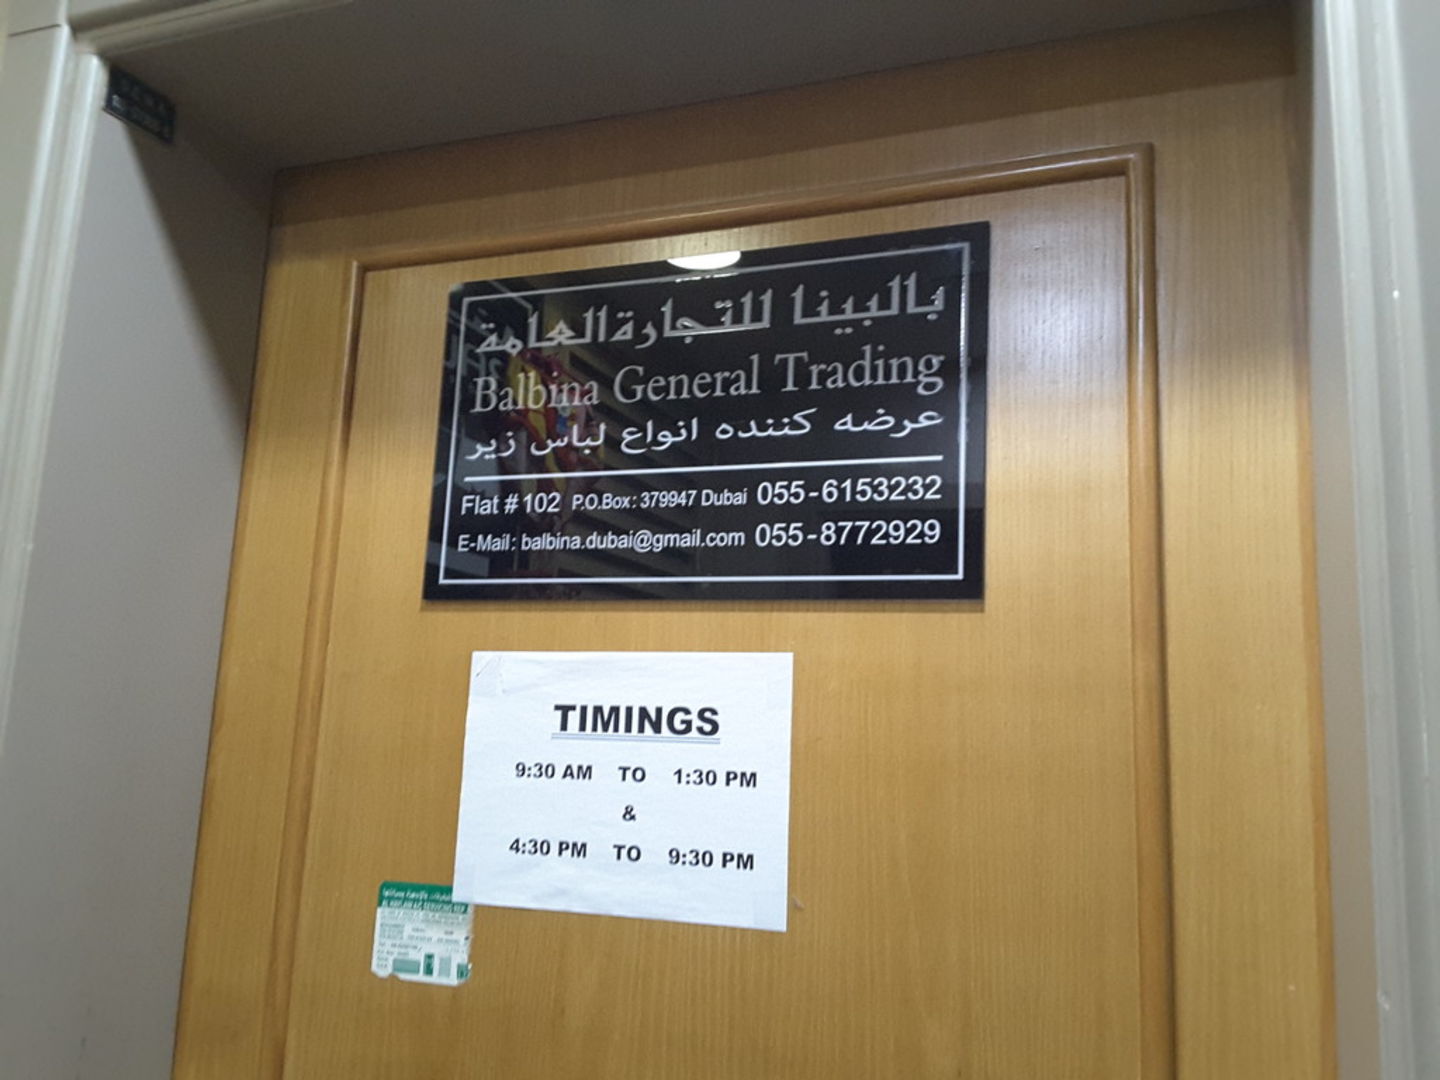 بالبينا للتجارة العامة
Balbina General Trading
عرضه کننده انواع لباس زیر
Flat # 102 P.O.Box: 379947 Dubai 055-6153232
E-Mail: balbina.dubai@gmail.com 055-8772929
TIMINGS
9:30 AM TO 1:30 PM
&
4:30 PM TO 9:30 PM